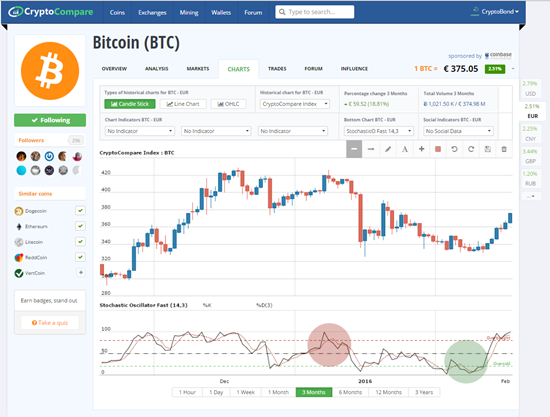 CryptoCompare
Coins Exchanges Mining Wallets Forum Type to search...
CryptoBond
Bitcoin (BTC)
sponsored by coinbase
OVERVIEW ANALYSIS MARKETS CHARTS TRADES FORUM INFLUENCE
1 BTC = € 375.05 2.51%
Following
Followers
Similar coins
Dogecoin
Ethereum
Litecoin
ReddCoin
VeriCoin
Earn badges, stand out
Take a quiz
Types of historical charts for BTC - EUR
Candle Stick Line Chart OHLC
Historical chart for BTC - EUR
CryptoCompare Index
Percentage change 3 Months
€ 59.52 (18.81%)
Total Volume 3 Months
1,021.50 K / € 374.98 M
Chart Indicators BTC - EUR
No Indicator No Indicator No Indicator
Bottom Chart BTC - EUR
StochasticO Fast 14,3
Social Indicators BTC - EUR
No Social Data
CryptoCompare Index : BTC
420
400
380
360
340
320
300
280
Stochastic Oscillator Fast (14,3) %K %D(3)
100
50
0
Dec 2016 Feb
1 Hour 1 Day 1 Week 1 Month 3 Months 6 Months 12 Months 3 Years
2.79%
USD
2.51%
EUR
2.25%
CNY
3.44%
GBP
1.20%
RUB